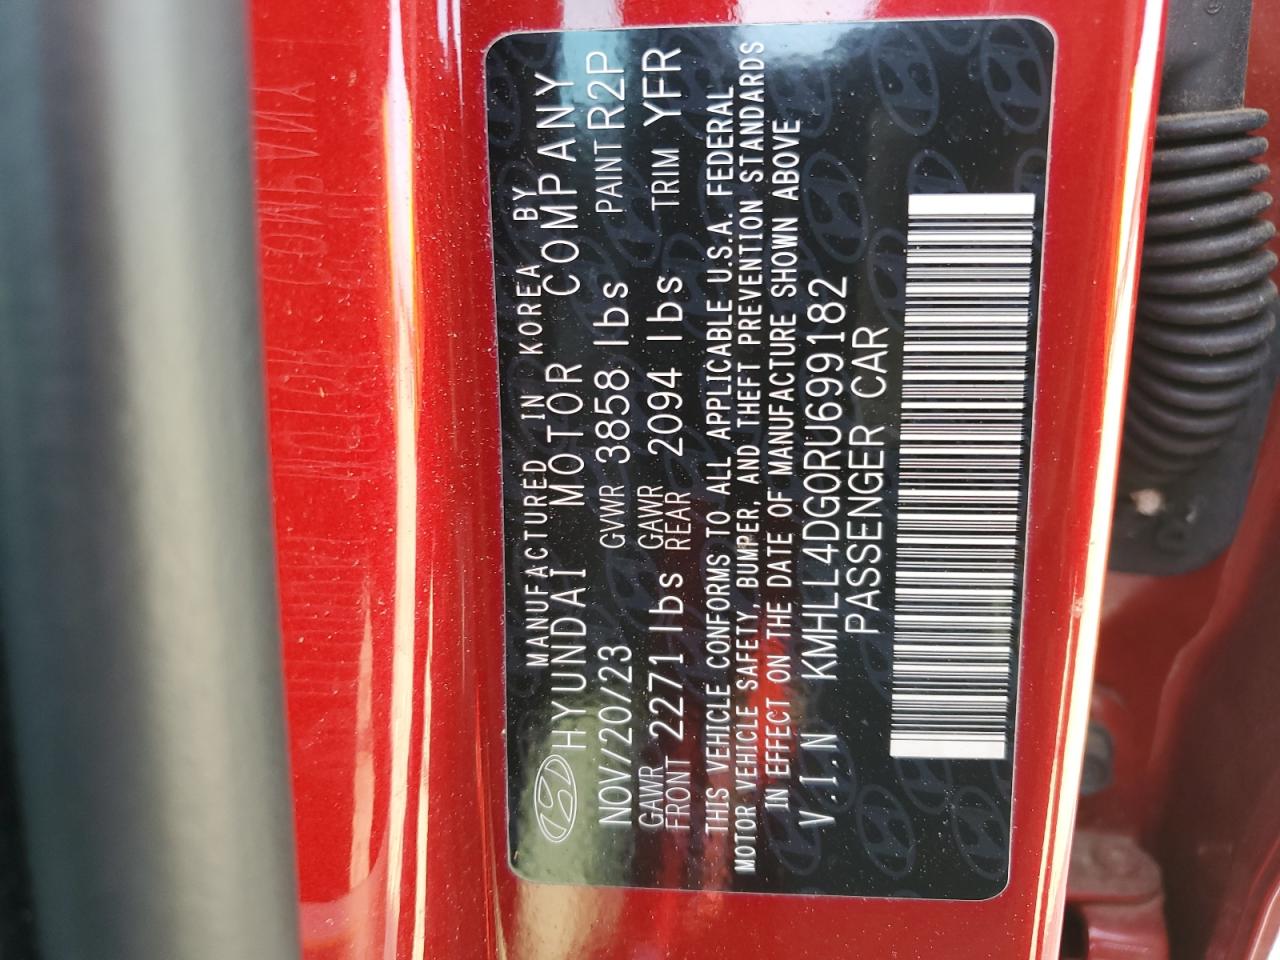 MANUFACTURED IN KOREA BY
HYUNDAI MOTOR COMPANY
NOV/20/23 GVWR 3858 lbs PAINT R2P
GAWR FRONT 2271 lbs GAWR REAR 2094 lbs TRIM YFR
THIS VEHICLE CONFORMS TO ALL APPLICABLE U.S.A. FEDERAL
MOTOR VEHICLE SAFETY, BUMPER, AND THEFT PREVENTION STANDARDS
IN EFFECT ON THE DATE OF MANUFACTURE SHOWN ABOVE
V.I.N KMHLL4DG0RU699182
PASSENGER CAR